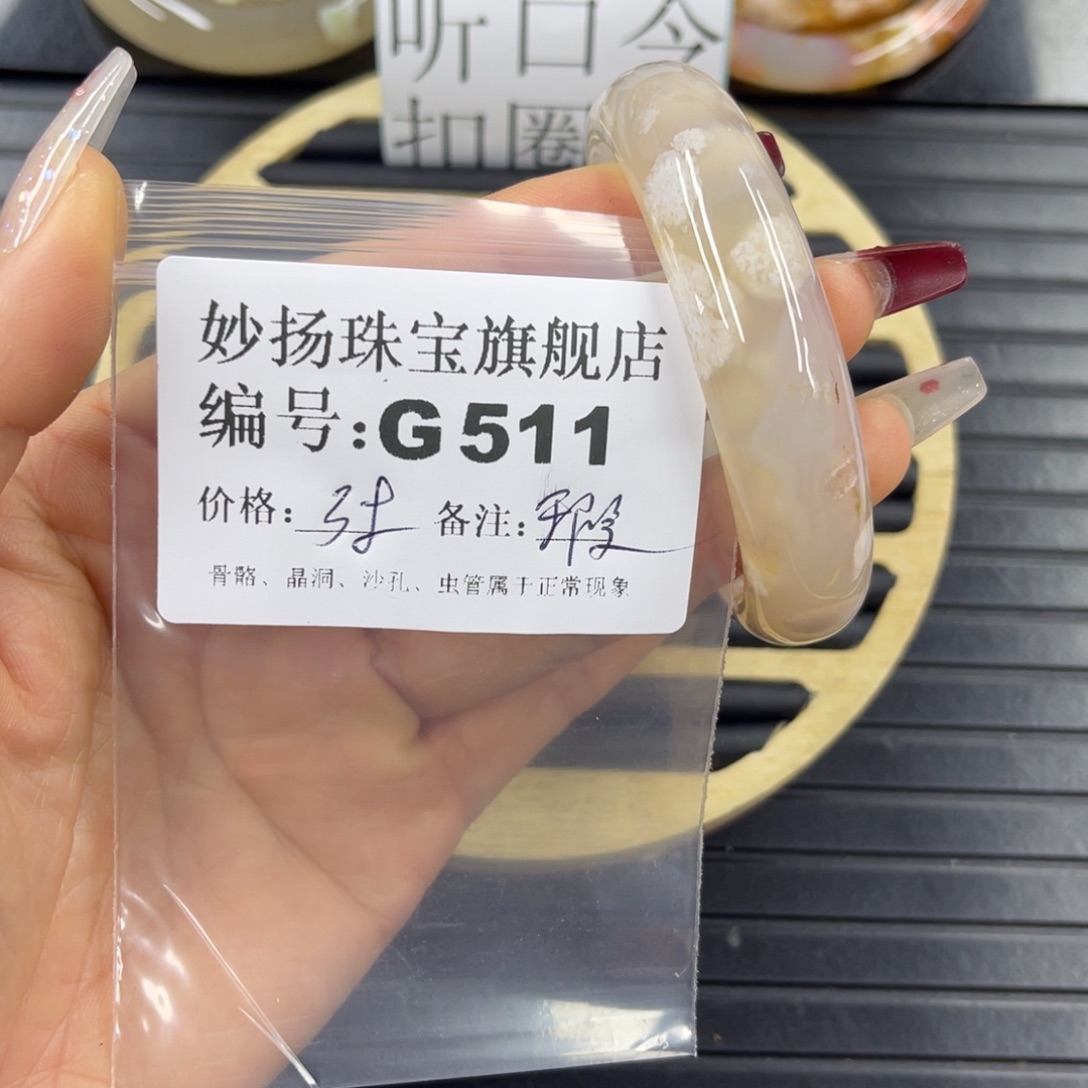 听口令
扣圈
妙扬珠宝旗舰店
编号:G511
价格: 备注:瑕
骨骼、晶洞、沙孔、虫管属于正常现象